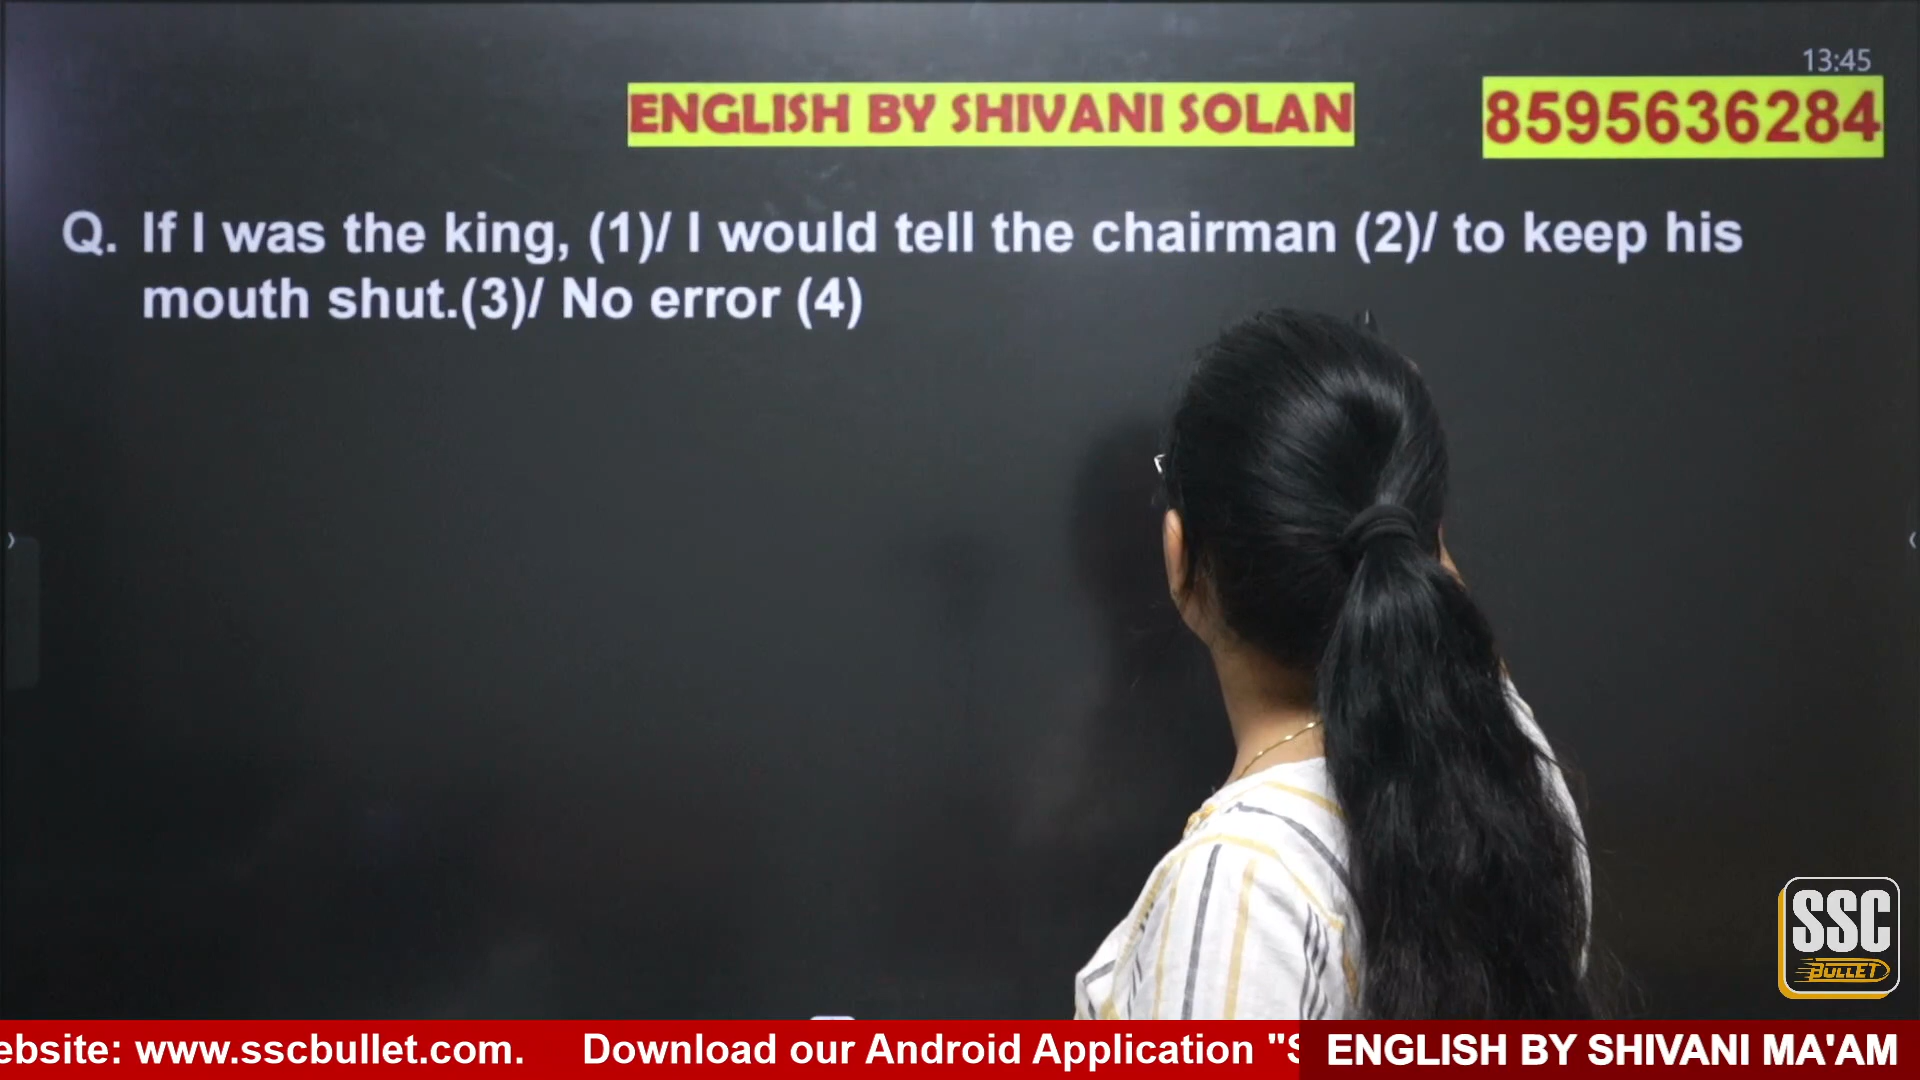 13:45
ENGLISH BY SHIVANI SOLAN
8595636284
Q. If I was the king, (1)/ I would tell the chairman (2)/ to keep his
mouth shut.(3)/ No error (4)
SSC
BULLET
ebsite: www.sscbullet.com. Download our Android Application "S
ENGLISH BY SHIVANI MA'AM